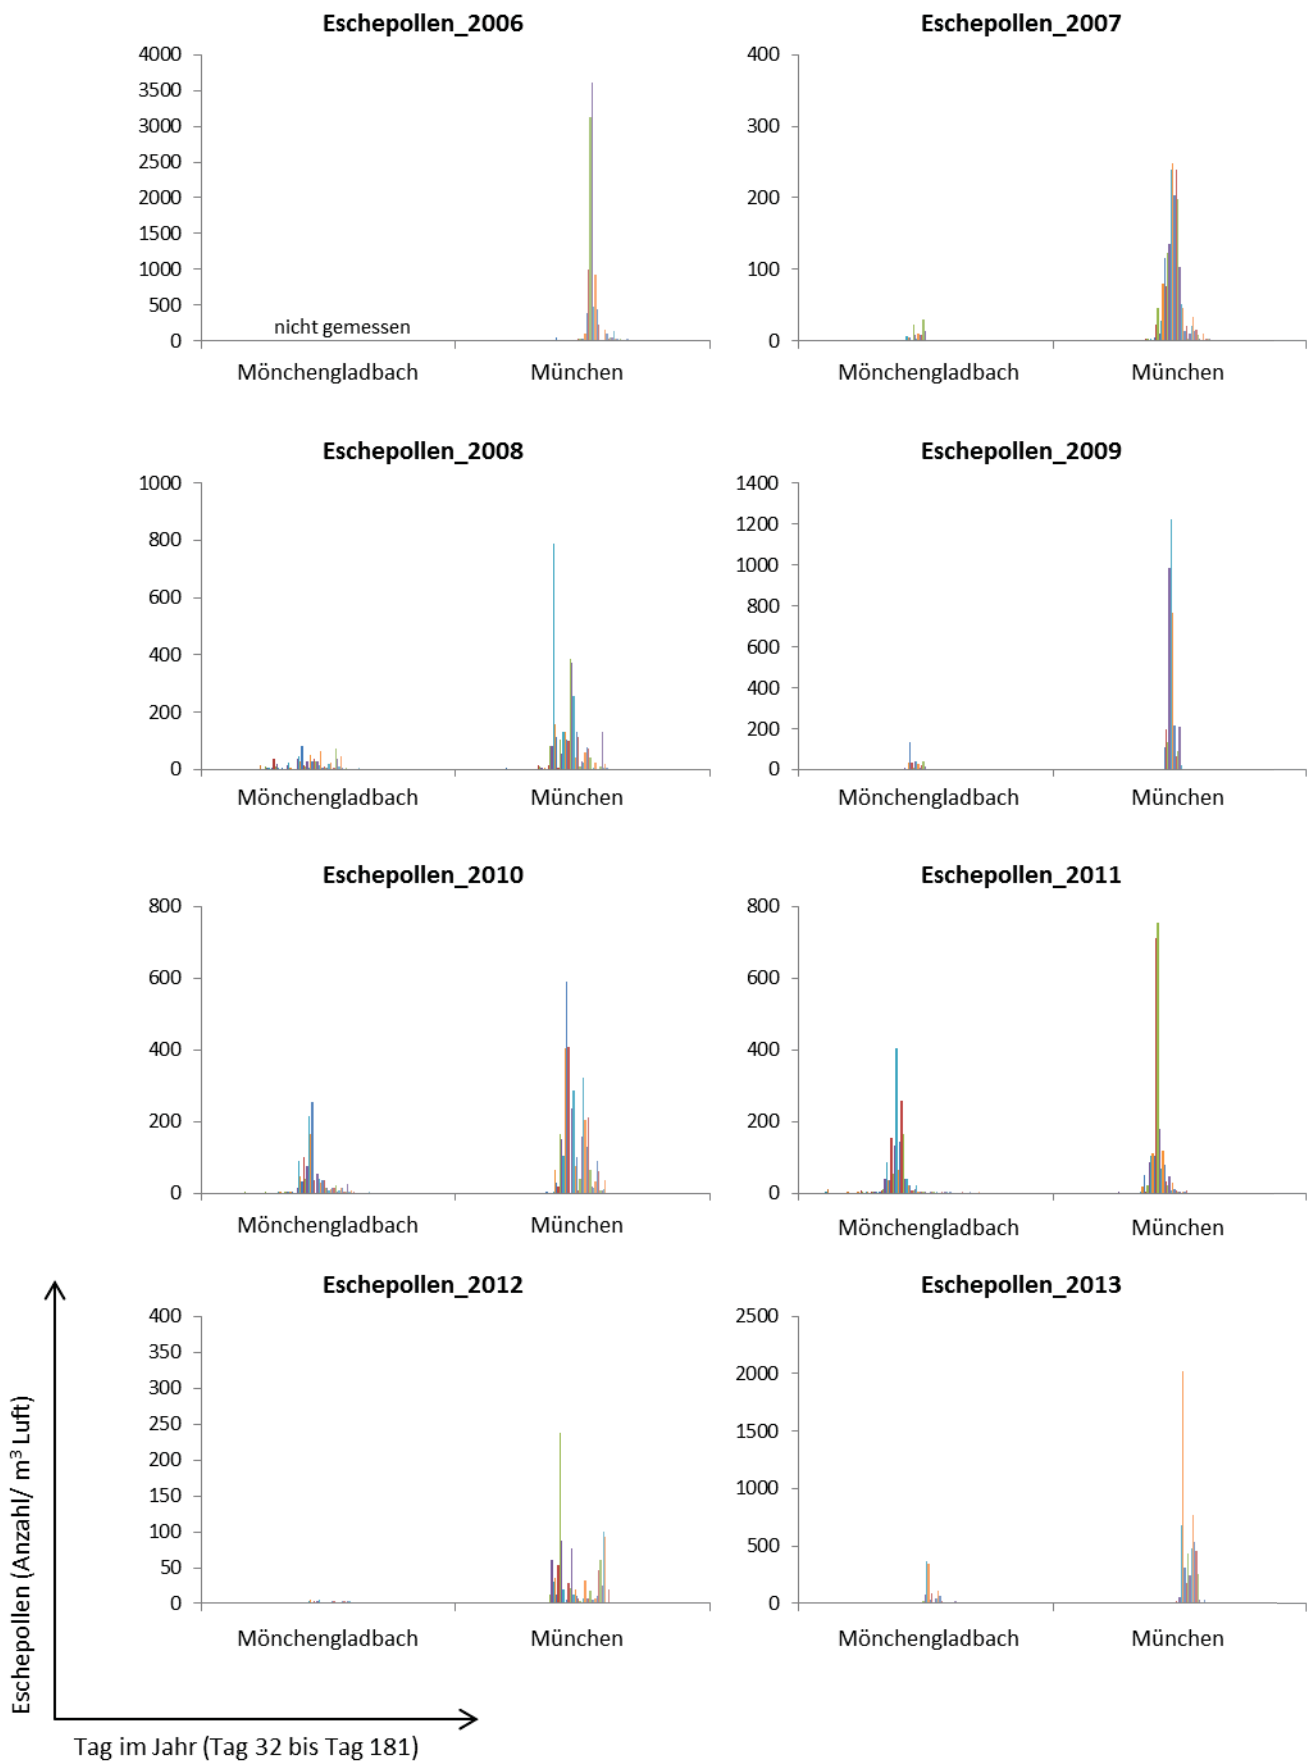 Eschepollen_2006
4000
3500
3000
2500
2000
1500
1000
500
0
nicht gemessen
Mönchengladbach
München
Eschepollen_2007
400
300
200
100
0
Mönchengladbach
München
Eschepollen_2008
1000
800
600
400
200
0
Mönchengladbach
München
Eschepollen_2009
1400
1200
1000
800
600
400
200
0
Mönchengladbach
München
Eschepollen_2010
800
600
400
200
0
Mönchengladbach
München
Eschepollen_2011
800
600
400
200
0
Mönchengladbach
München
Eschepollen_2012
400
350
300
250
200
150
100
50
0
Mönchengladbach
München
Eschepollen_2013
2500
2000
1500
1000
500
0
Mönchengladbach
München
Eschepollen (Anzahl/ m³ Luft)
Tag im Jahr (Tag 32 bis Tag 181)